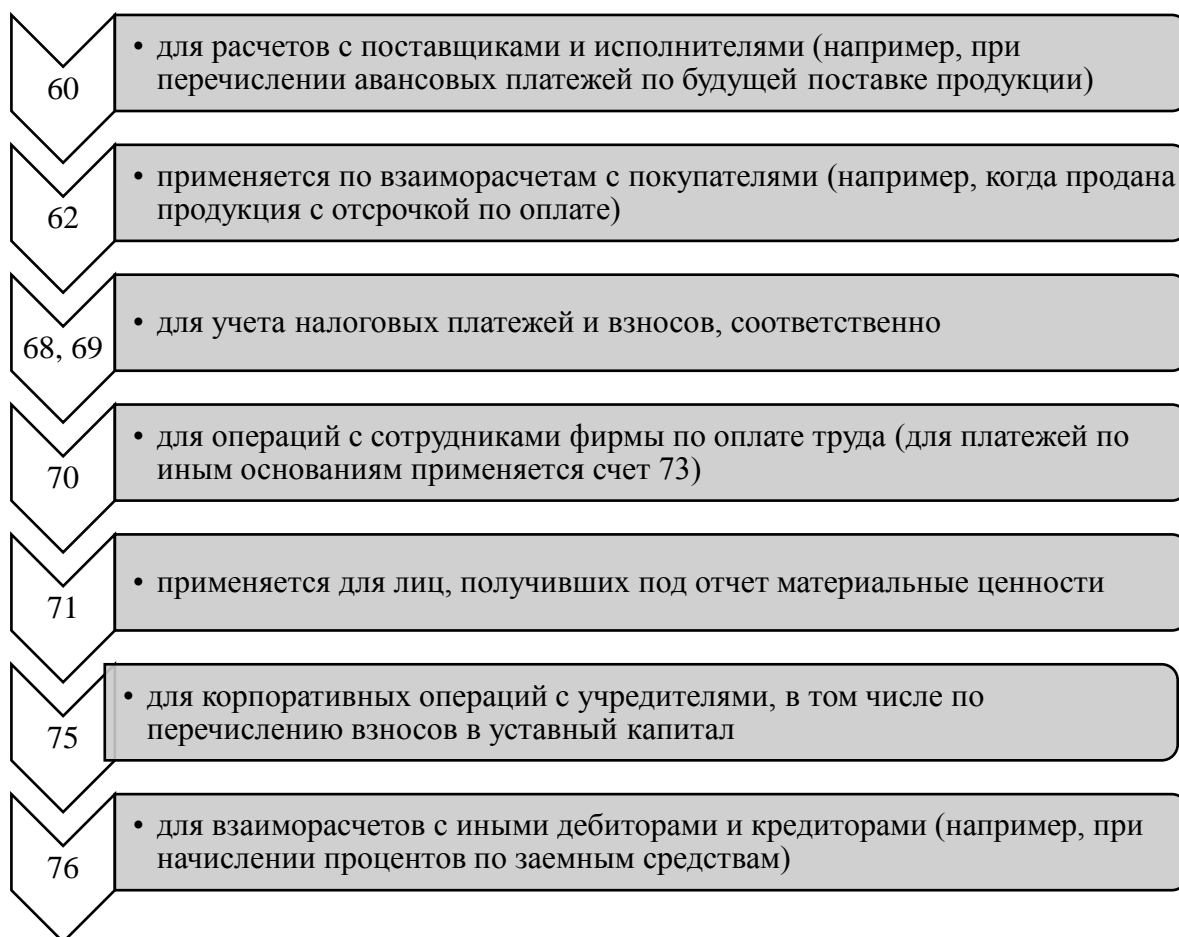 60
• для расчетов с поставщиками и исполнителями (например, при
перечислении авансовых платежей по будущей поставке продукции)
62
• применяется по взаиморасчетам с покупателями (например, когда продана
продукция с отсрочкой по оплате)
68, 69
• для учета налоговых платежей и взносов, соответственно
70
• для операций с сотрудниками фирмы по оплате труда (для платежей по
иным основаниям применяется счет 73)
71
• применяется для лиц, получивших под отчет материальные ценности
75
• для корпоративных операций с учредителями, в том числе по
перечислению взносов в уставный капитал
76
• для взаиморасчетов с иными дебиторами и кредиторами (например, при
начислении процентов по заемным средствам)